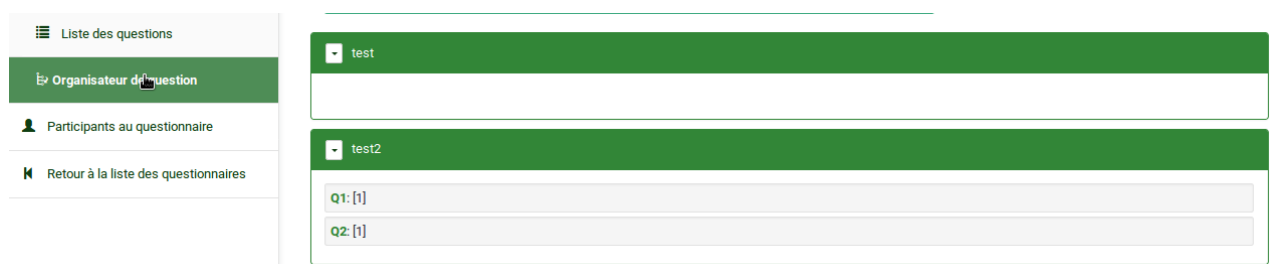 Liste des questions
Organisateur de question
Participants au questionnaire
Retour à la liste des questionnaires
test
test2
Q1: [1]
Q2: [1]